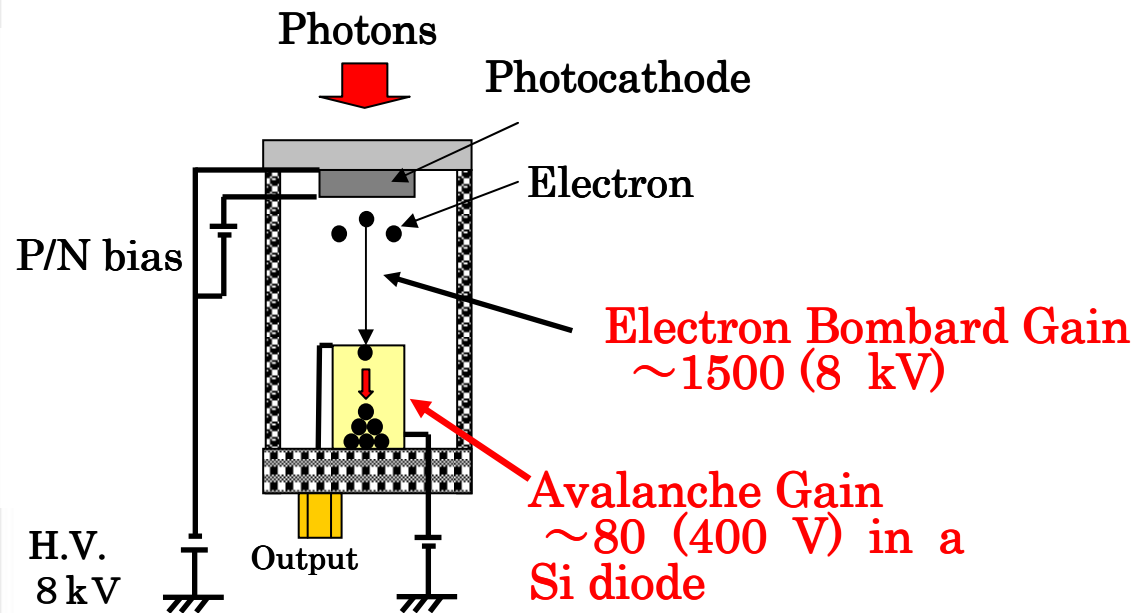 Photons
Photocathode
Electron
P/N bias
Electron Bombard Gain
～1500 (8 kV)
Avalanche Gain
～80 (400 V) in a
Si diode
H.V.
8 kV
Output